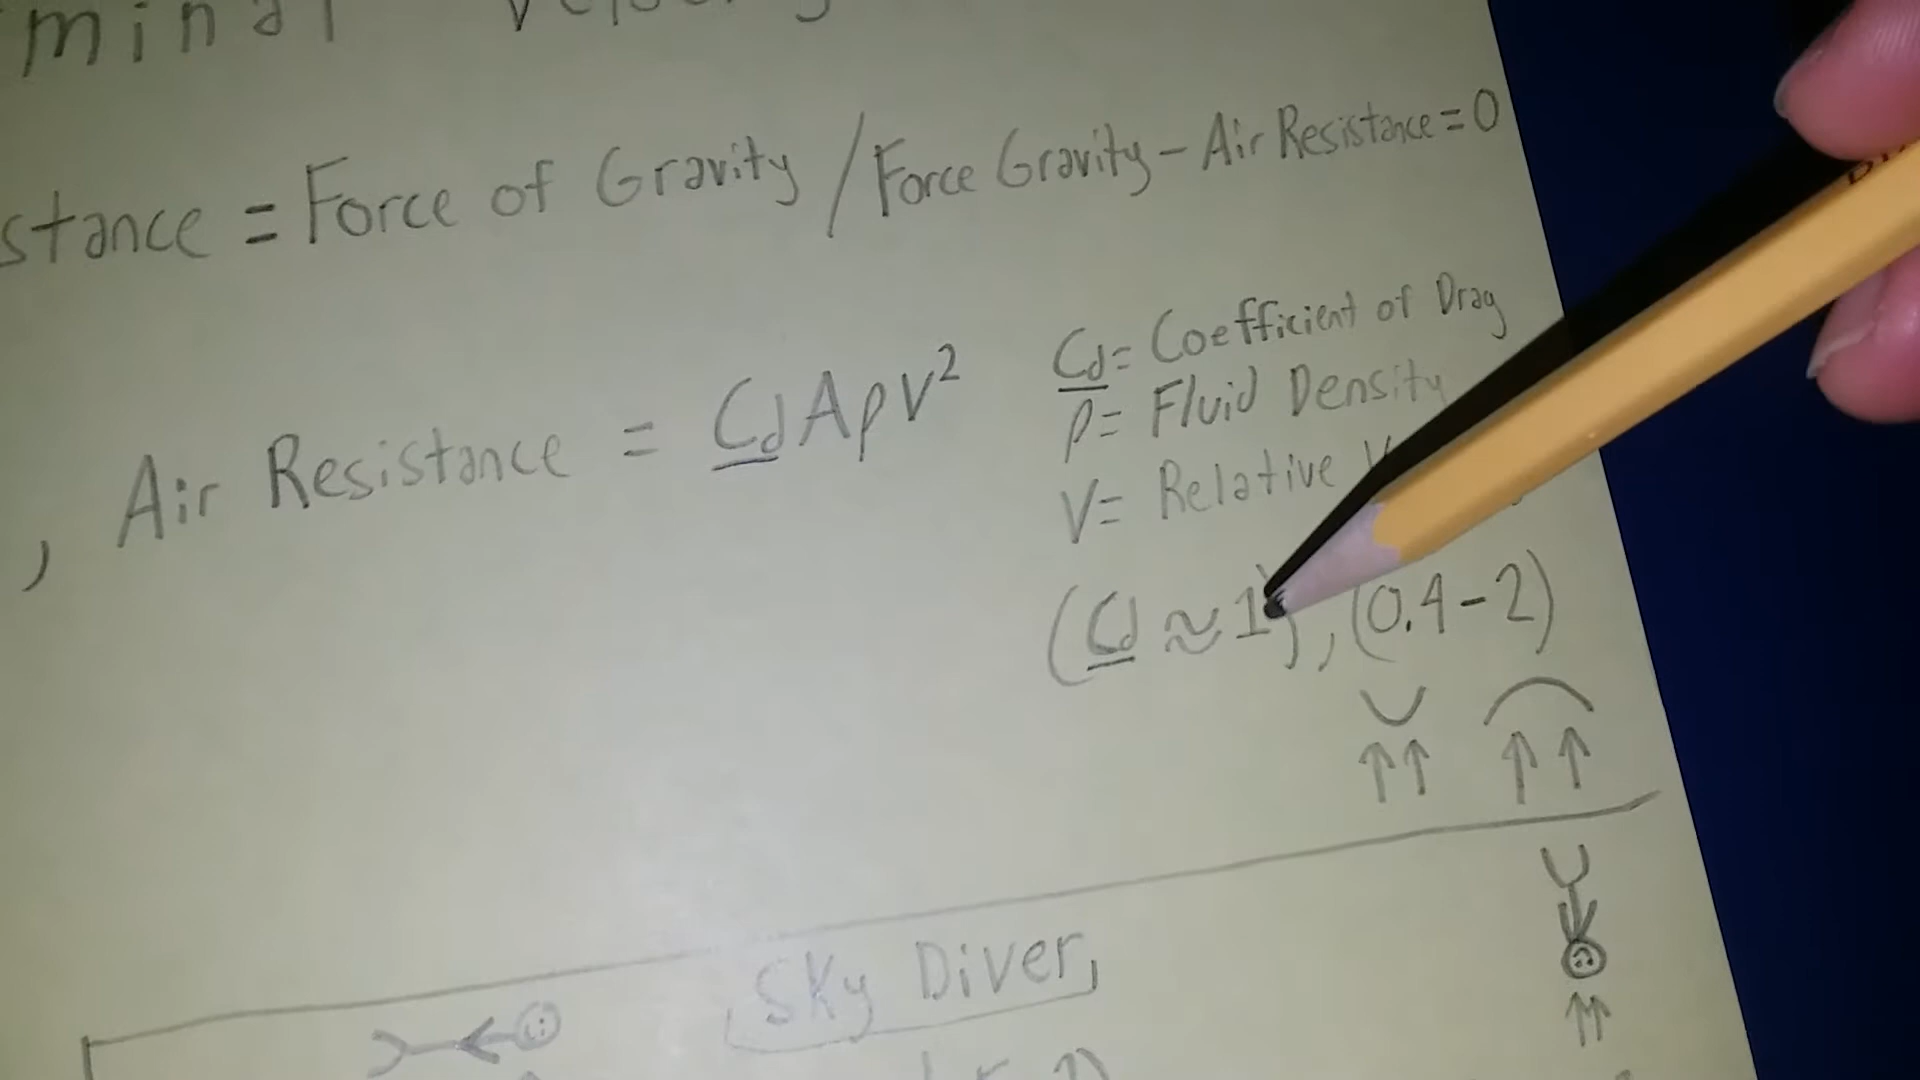 minal
stance = Force of Gravity / Force Gravity - Air Resistance = 0
, Air Resistance = CdAρV²
Cd = Coefficient of Drag
ρ = Fluid Density
V = Relative
(Cd ≈ 1), (0.4-2)
Sky Diver,